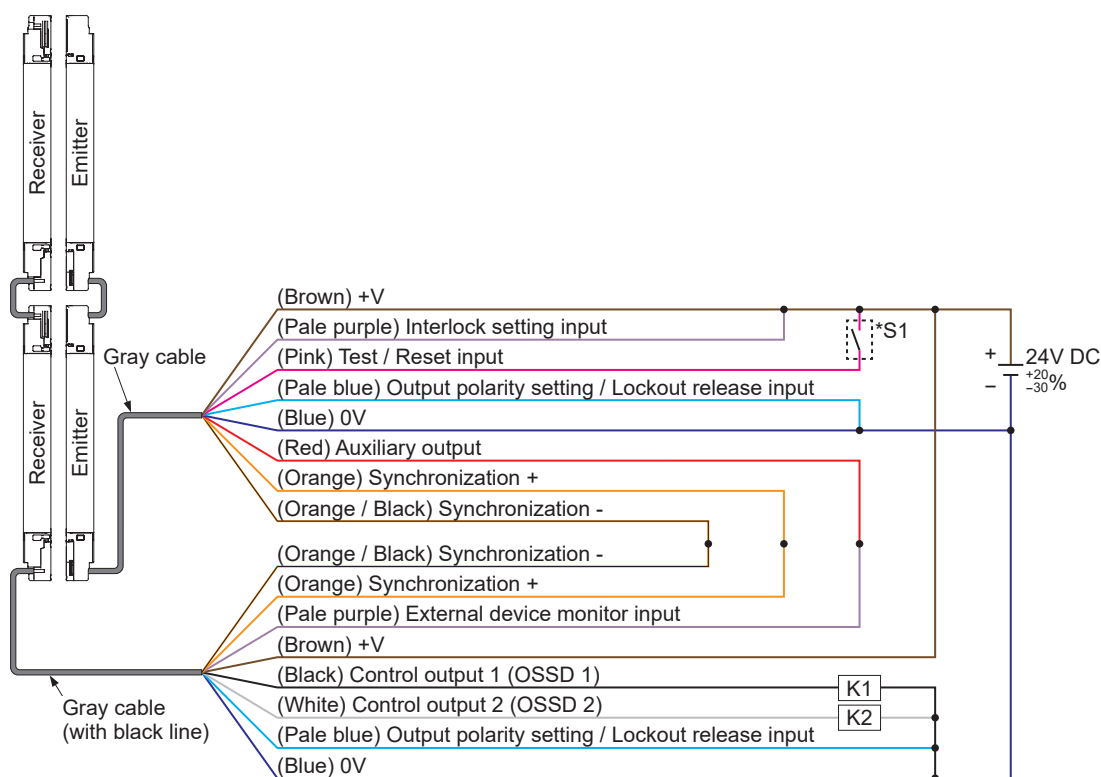 Receiver
Emitter
Receiver
Emitter
Gray cable
(Brown) +V
(Pale purple) Interlock setting input
(Pink) Test / Reset input
(Pale blue) Output polarity setting / Lockout release input
(Blue) 0V
(Red) Auxiliary output
(Orange) Synchronization +
(Orange / Black) Synchronization -
*S1
+
−
24V DC
+20
−30 %
(Orange / Black) Synchronization -
(Orange) Synchronization +
(Pale purple) External device monitor input
(Brown) +V
(Black) Control output 1 (OSSD 1)
(White) Control output 2 (OSSD 2)
(Pale blue) Output polarity setting / Lockout release input
(Blue) 0V
K1
K2
Gray cable
(with black line)